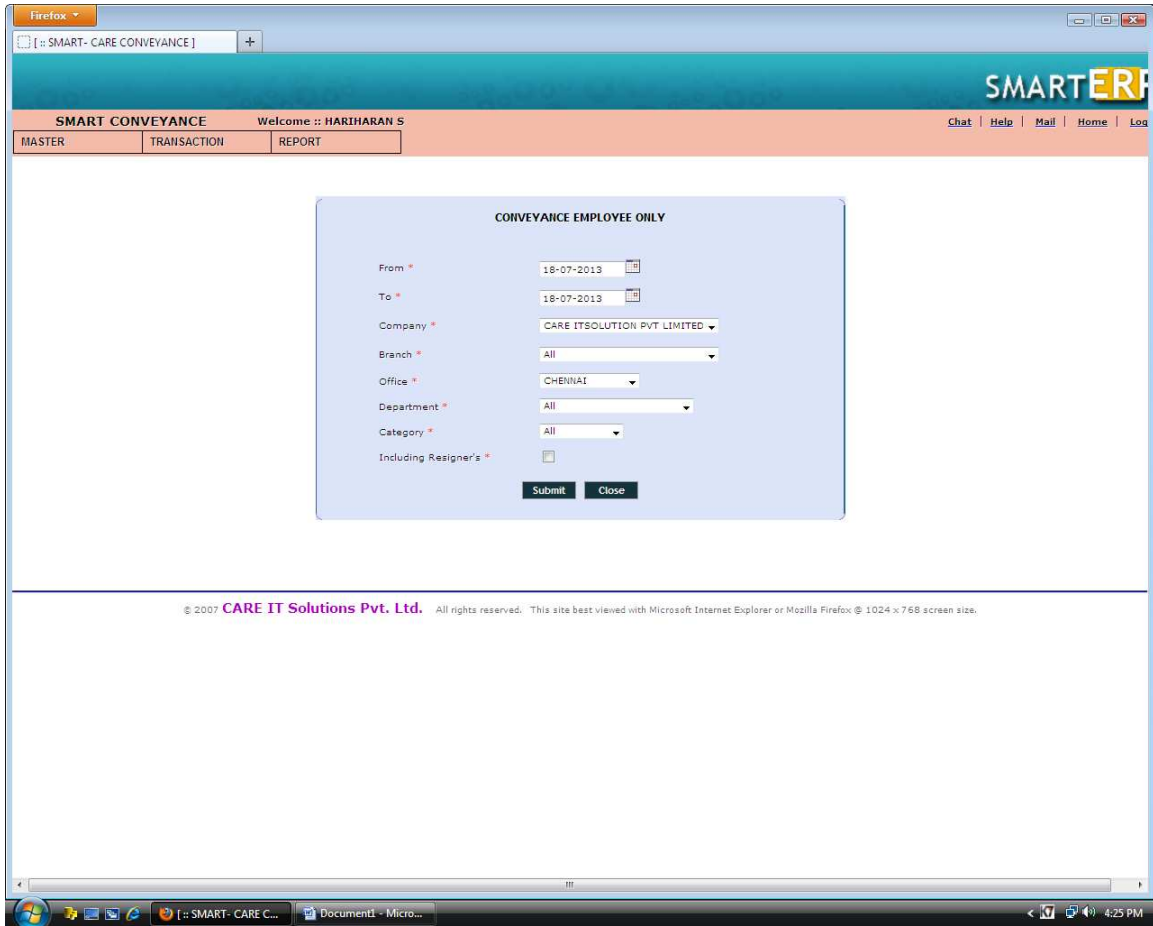 Firefox
[ :: SMART- CARE CONVEYANCE ]
SMART ERP
SMART CONVEYANCE Welcome :: HARIHARAN S Chat | Help | Mail | Home | Log
MASTER TRANSACTION REPORT
CONVEYANCE EMPLOYEE ONLY
From * 18-07-2013
To * 18-07-2013
Company * CARE ITSOLUTION PVT LIMITED
Branch * All
Office * CHENNAI
Department * All
Category * All
Including Resigner's *
Submit Close
© 2007 CARE IT Solutions Pvt. Ltd. All rights reserved. This site best viewed with Microsoft Internet Explorer or Mozilla Firefox @ 1024 x 768 screen size.
[ :: SMART- CARE C... Document1 - Micro... 4:25 PM